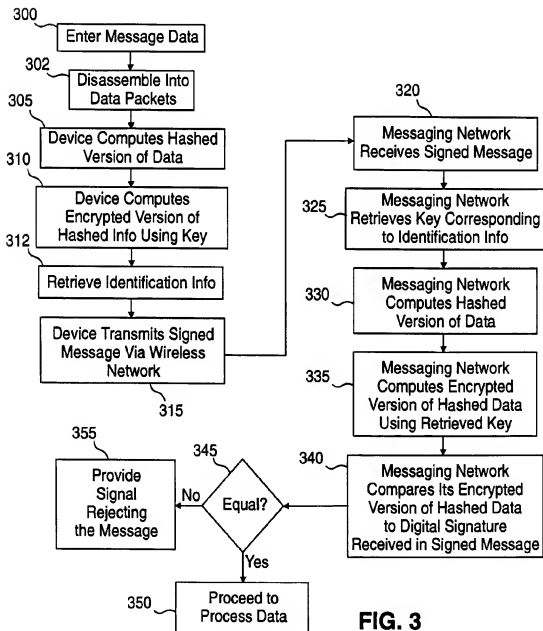 300
Enter Message Data
302
Disassemble Into
Data Packets
305
Device Computes Hashed
Version of Data
310
Device Computes
Encrypted Version of
Hashed Info Using Key
312
Retrieve Identification Info
Device Transmits Signed
Message Via Wireless
Network
315
320
Messaging Network
Receives Signed Message
325
Messaging Network
Retrieves Key Corresponding
to Identification Info
330
Messaging Network
Computes Hashed
Version of Data
335
Messaging Network
Computes Encrypted
Version of Hashed Data
Using Retrieved Key
340
Messaging Network
Compares Its Encrypted
Version of Hashed Data
to Digital Signature
Received in Signed Message
345
Equal?
No
355
Provide
Signal
Rejecting
the Message
Yes
350
Proceed to
Process Data
FIG. 3